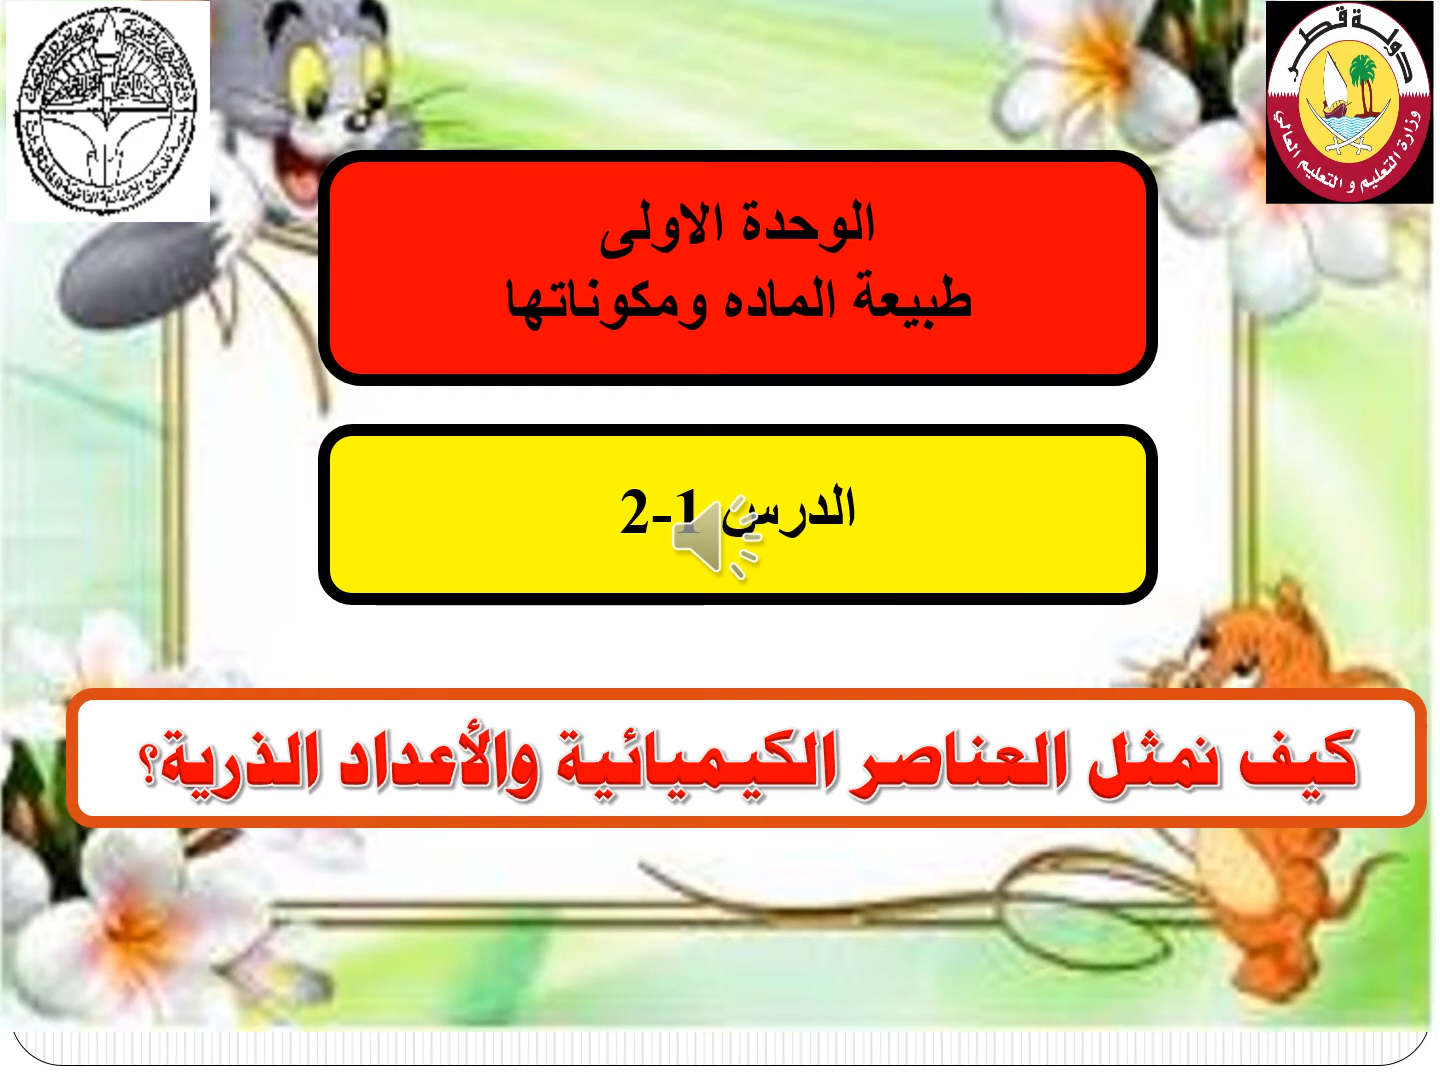 دولة قطر
وزارة التعليم و التعليم العالي
الوحدة الاولى
طبيعة الماده ومكوناتها
الدرس 1-2
كيف نمثل العناصر الكيميائية والأعداد الذرية؟